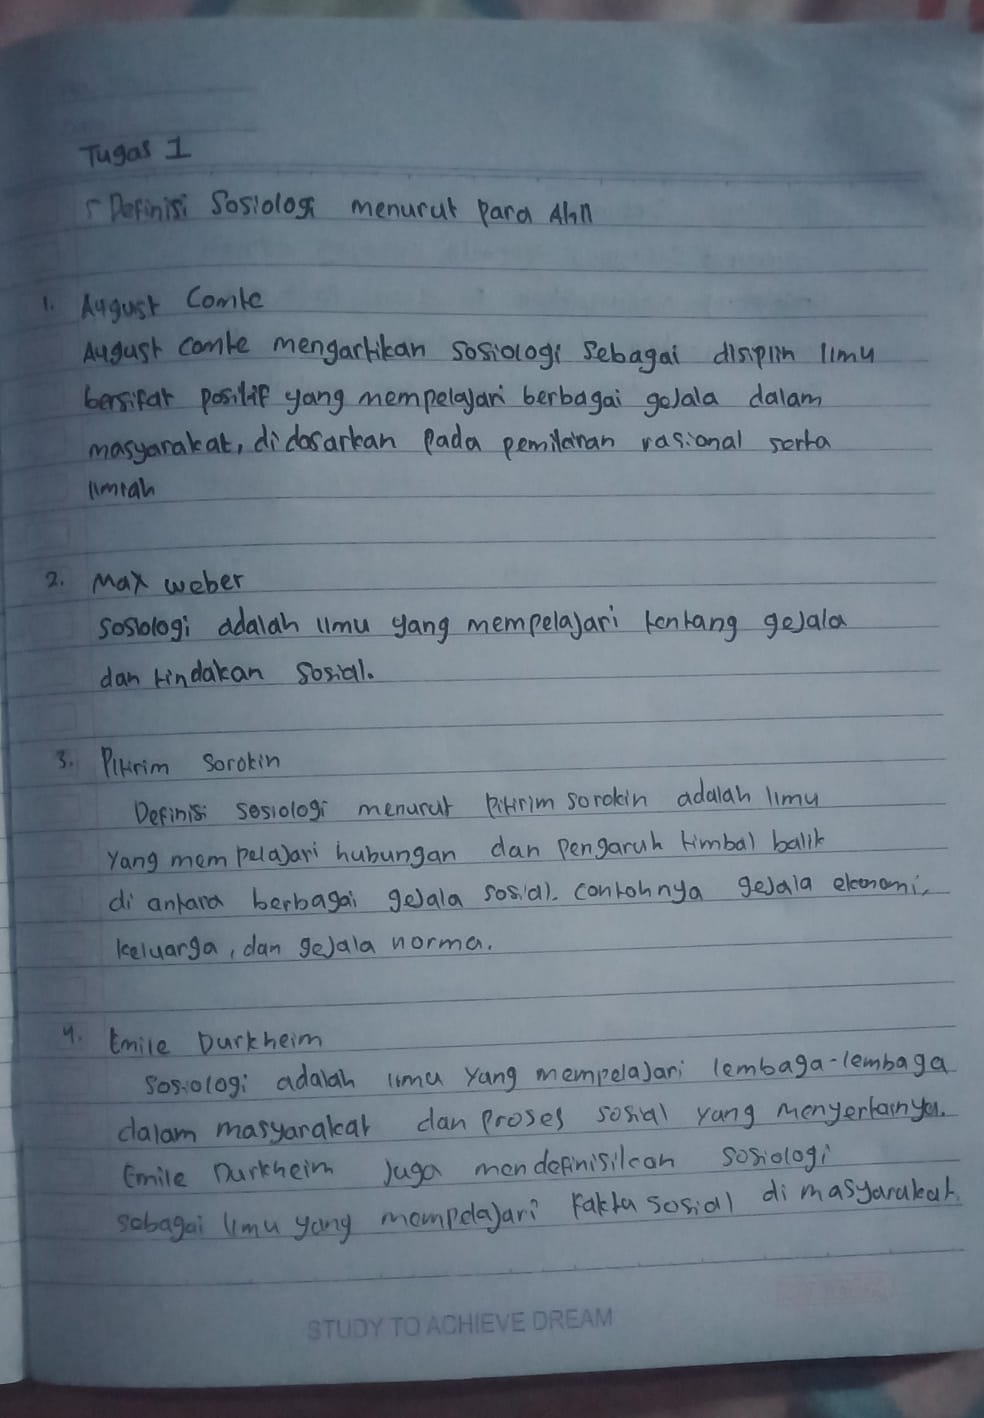 Tugas 1
5 Definisi Sosiologi menurut Para Ahli
1. August Comte
August comte mengartikan sosiologi sebagai disiplin ilmu
bersifat positif yang mempelajari berbagai gejala dalam
masyarakat, didasarkan pada pemikiran rasional serta
ilmiah
2. Max weber
sosiologi adalah ilmu yang mempelajari tentang gejala
dan tindakan sosial.
3. Pitirim sorokin
Definisi sosiologi menurut pitirim sorokin adalah ilmu
yang mempelajari hubungan dan pengaruh timbal balik
di antara berbagai gejala sosial. contohnya gejala ekonomi,
keluarga, dan gejala norma.
4. Emile Durkheim
sosiologi adalah ilmu yang mempelajari lembaga-lembaga
dalam masyarakat dan proses sosial yang menyertainya.
Emile Durkheim juga mendefinisikan sosiologi
sebagai ilmu yang mempelajari fakta sosial di masyarakat.
STUDY TO ACHIEVE DREAM